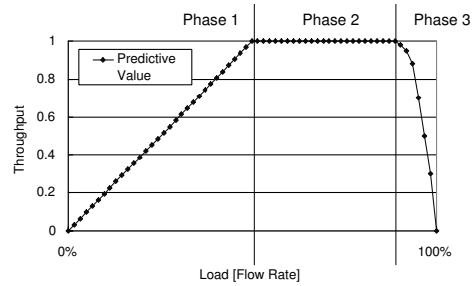 Phase 1 Phase 2 Phase 3
1
Predictive
Value
0.8
0.6
0.4
0.2
0
Throughput
0% 100%
Load [Flow Rate]